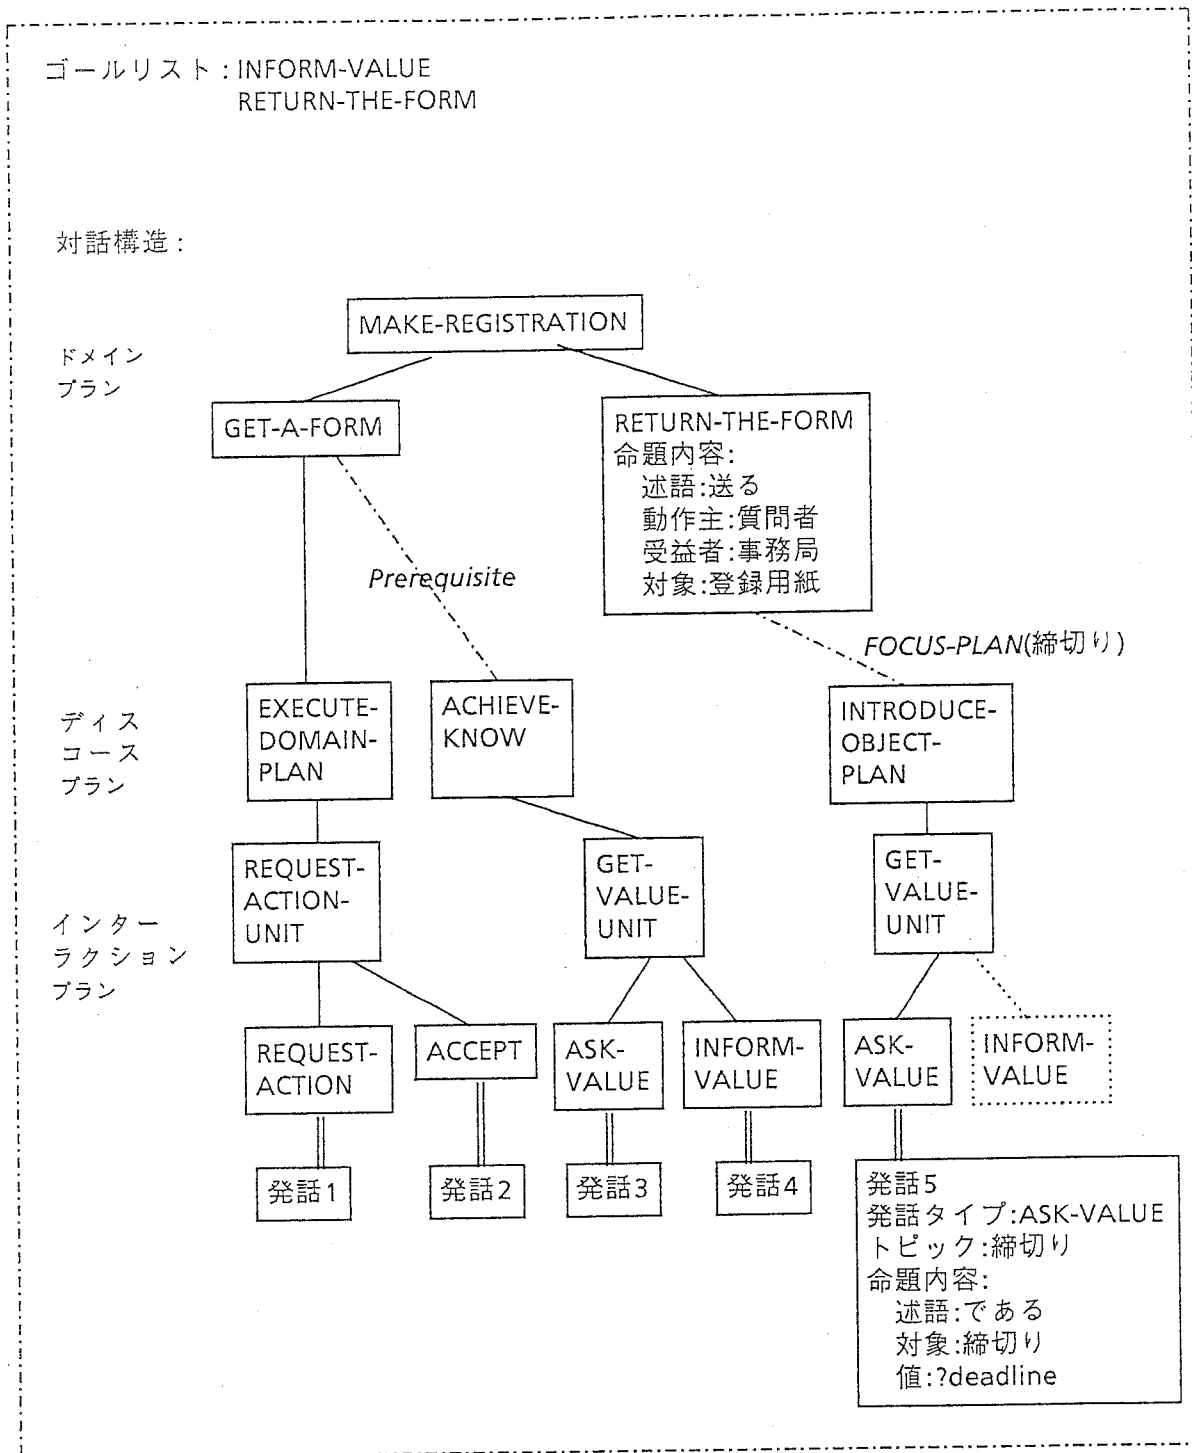 ゴールリスト:INFORM-VALUE
RETURN-THE-FORM
対話構造:
ドメイン
プラン
MAKE-REGISTRATION
GET-A-FORM
RETURN-THE-FORM
命題内容:
述語:送る
動作主:質問者
受益者:事務局
対象:登録用紙
Prerequisite
FOCUS-PLAN(締切り)
ディス
コース
プラン
EXECUTE-
DOMAIN-
PLAN
ACHIEVE-
KNOW
INTRODUCE-
OBJECT-
PLAN
インター
ラクション
プラン
REQUEST-
ACTION-
UNIT
GET-
VALUE-
UNIT
GET-
VALUE-
UNIT
REQUEST-
ACTION
ACCEPT
ASK-
VALUE
INFORM-
VALUE
ASK-
VALUE
INFORM-
VALUE
発話1
発話2
発話3
発話4
発話5
発話タイプ:ASK-VALUE
トピック:締切り
命題内容:
述語:である
対象:締切り
値:?deadline